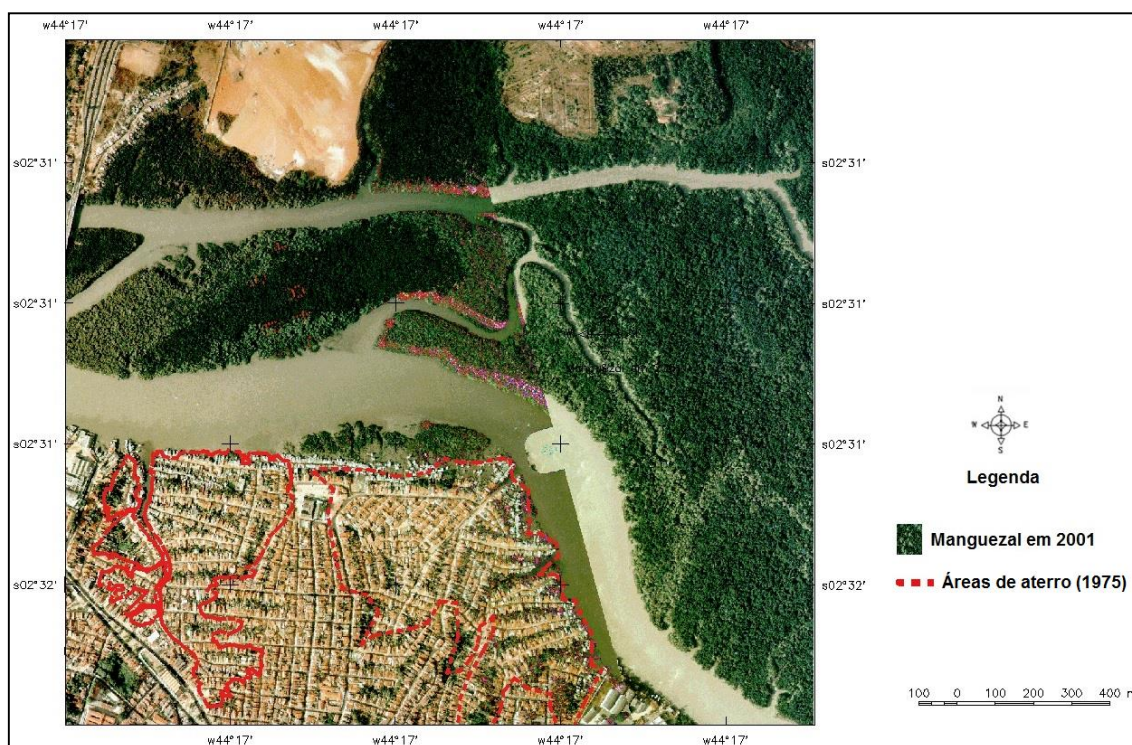 w44°17' w44°17' w44°17' w44°17' w44°17'
s02°31' s02°31'
s02°31' s02°31'
s02°31' s02°31'
N
W E
S
Legenda
Manguezal em 2001
Áreas de aterro (1975)
s02°32' s02°32'
100 0 100 200 300 400 m
w44°17' w44°17' w44°17' w44°17'